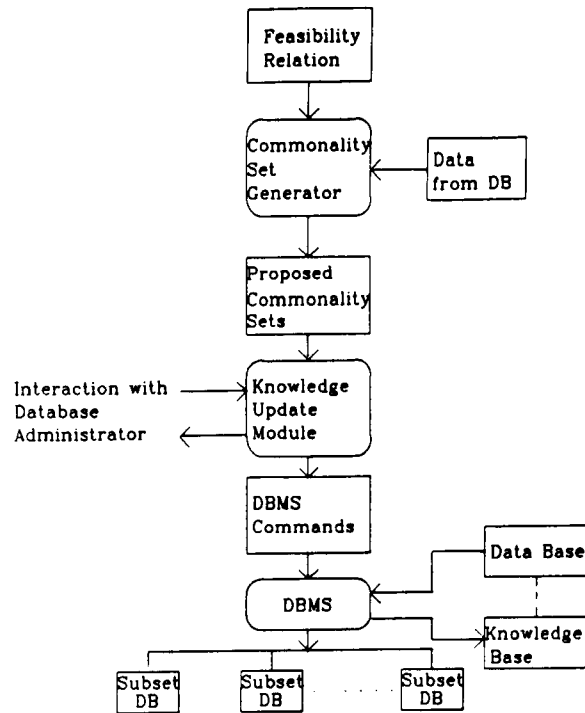 Feasibility
Relation
Commonality
Set
Generator
Data
from DB
Proposed
Commonality
Sets
Interaction with
Database
Administrator
Knowledge
Update
Module
DBMS
Commands
Data Base
DBMS
Knowledge
Base
Subset
DB
Subset
DB
Subset
DB